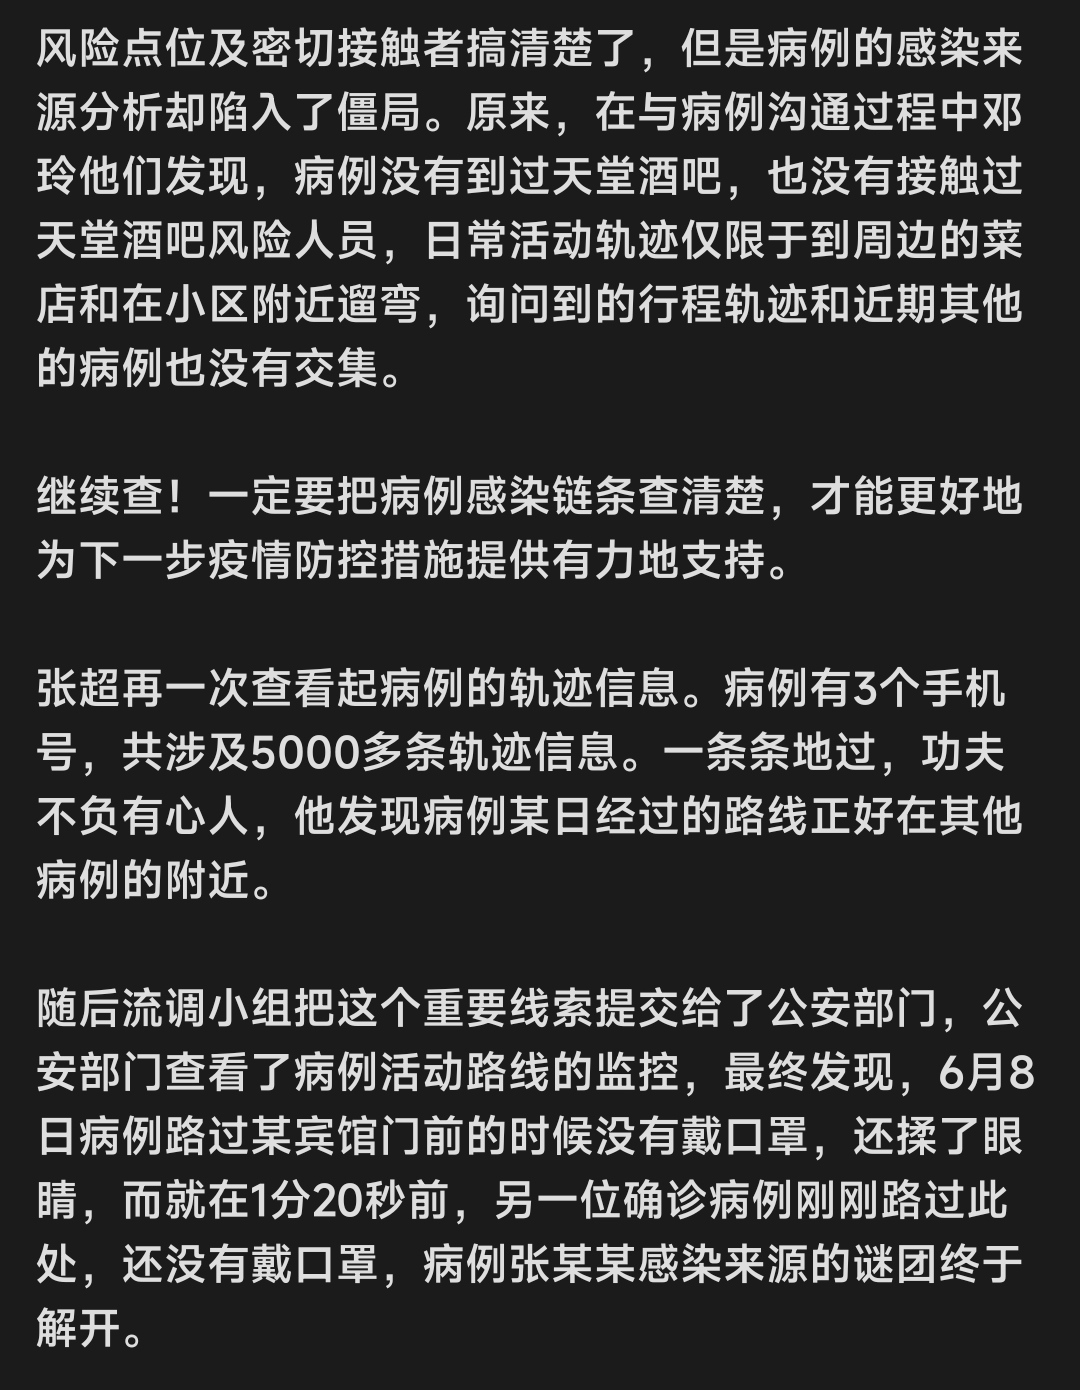 风险点位及密切接触者搞清楚了，但是病例的感染来
源分析却陷入了僵局。原来，在与病例沟通过程中邓
玲他们发现，病例没有到过天堂酒吧，也没有接触过
天堂酒吧风险人员，日常活动轨迹仅限于到周边的菜
店和在小区附近遛弯，询问到的行程轨迹和近期其他
的病例也没有交集。
继续查！一定要把病例感染链条查清楚，才能更好地
为下一步疫情防控措施提供有力地支持。
张超再一次查看起病例的轨迹信息。病例有3个手机
号，共涉及5000多条轨迹信息。一条条地过，功夫
不负有心人，他发现病例某日经过的路线正好在其他
病例的附近。
随后流调小组把这个重要线索提交给了公安部门，公
安部门查看了病例活动路线的监控，最终发现，6月8
日病例路过某宾馆门前的时候没有戴口罩，还揉了眼
睛，而就在1分20秒前，另一位确诊病例刚刚路过此
处，还没有戴口罩，病例张某某感染来源的谜团终于
解开。